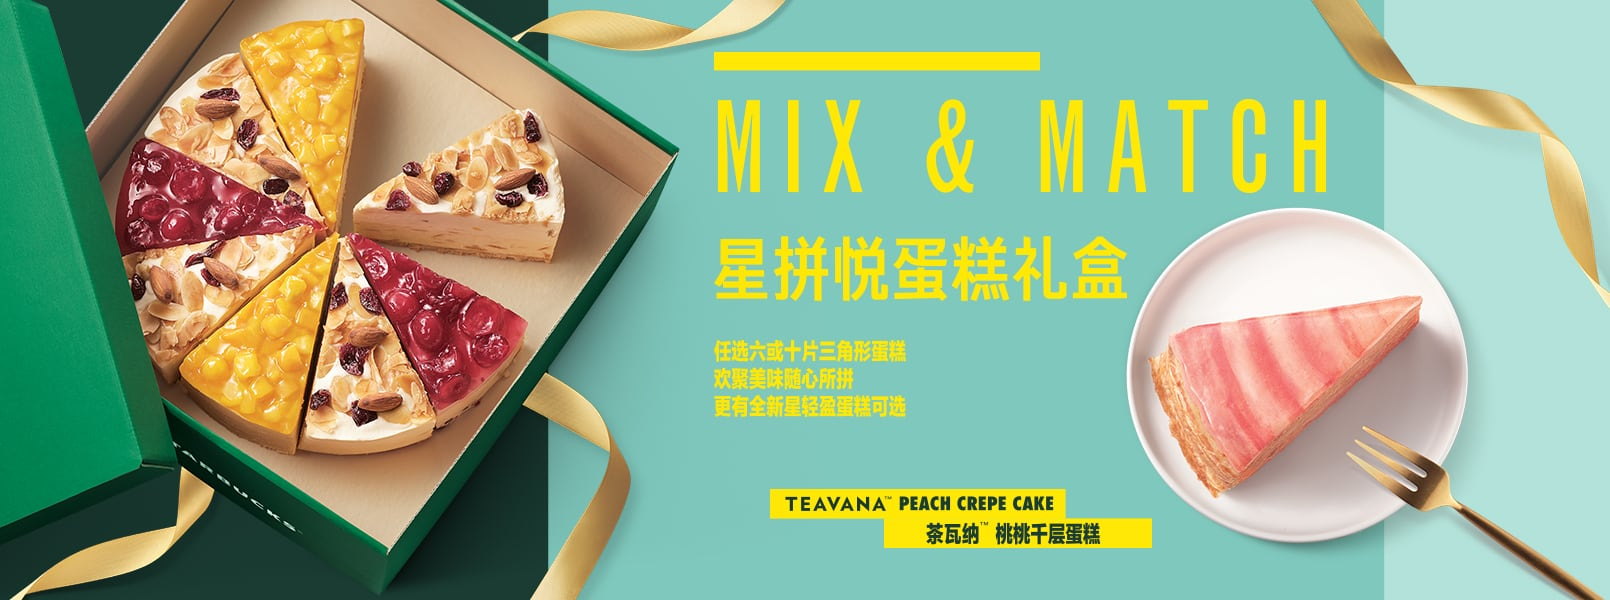 MIX & MATCH
星拼悦蛋糕礼盒
任选六或十片三角形蛋糕
欢聚美味随心所拼
更有全新星轻盈蛋糕可选
TEAVANA™ PEACH CREPE CAKE
茶瓦纳™ 桃桃千层蛋糕
STARBUCKS